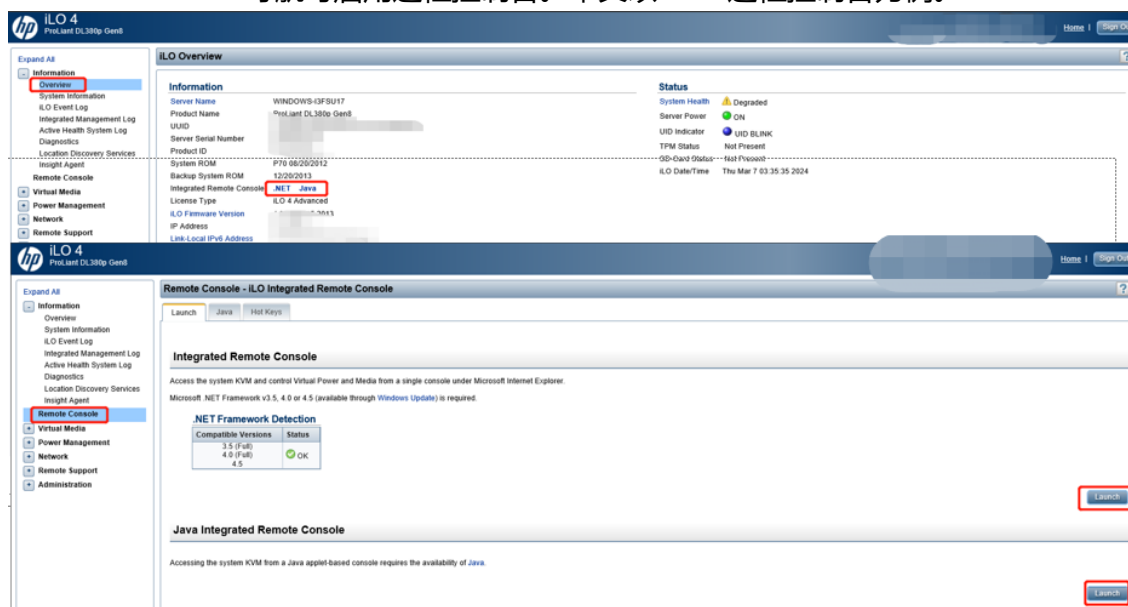 iLO 4
ProLiant DL380p Gen8
Home | Sign Ou
Expand All
Information
Overview
System Information
iLO Event Log
Integrated Management Log
Active Health System Log
Diagnostics
Location Discovery Services
Insight Agent
Remote Console
Virtual Media
Power Management
Network
Remote Support
iLO Overview
Information
Server Name WINDOWS-I3FSU17
Product Name ProLiant DL380p Gen8
UUID
Server Serial Number
Product ID
System ROM P70 08/20/2012
Backup System ROM 12/20/2013
Integrated Remote Console .NET Java
License Type iLO 4 Advanced
iLO Firmware Version 2013
IP Address
Link-Local IPv6 Address
Status
System Health Degraded
Server Power ON
UID Indicator UID BLINK
TPM Status Not Present
SD-Card Status Not Present
iLO Date/Time Thu Mar 7 03:35:35 2024
iLO 4
ProLiant DL380p Gen8
Home | Sign Out
Expand All
Information
Overview
System Information
iLO Event Log
Integrated Management Log
Active Health System Log
Diagnostics
Location Discovery Services
Insight Agent
Remote Console
Virtual Media
Power Management
Network
Remote Support
Administration
Remote Console - iLO Integrated Remote Console
Launch Java Hot Keys
Integrated Remote Console
Access the system KVM and control Virtual Power and Media from a single console under Microsoft Internet Explorer.
Microsoft .NET Framework v3.5, 4.0 or 4.5 (available through Windows Update) is required.
.NET Framework Detection
Compatible Versions Status
3.5 (Full)
4.0 (Full) OK
4.5
Launch
Java Integrated Remote Console
Accessing the system KVM from a Java applet-based console requires the availability of Java.
Launch